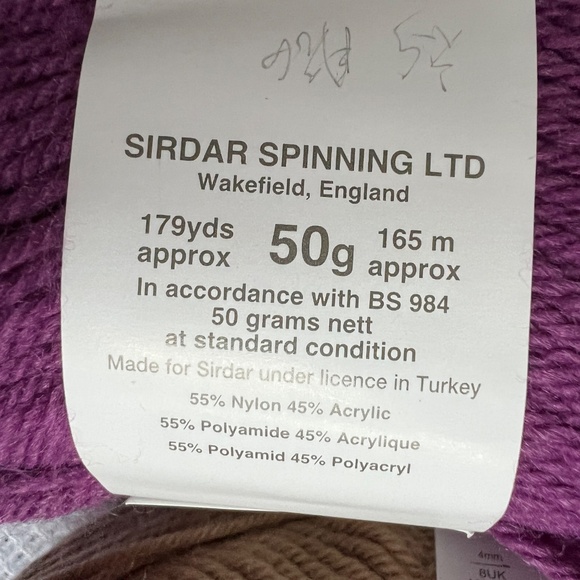 SIRDAR SPINNING LTD
Wakefield, England
179yds approx
50g
165 m approx
In accordance with BS 984
50 grams nett
at standard condition
Made for Sirdar under licence in Turkey
55% Nylon 45% Acrylic
55% Polyamide 45% Acrylique
55% Polyamid 45% Polyacryl
4mm
8UK